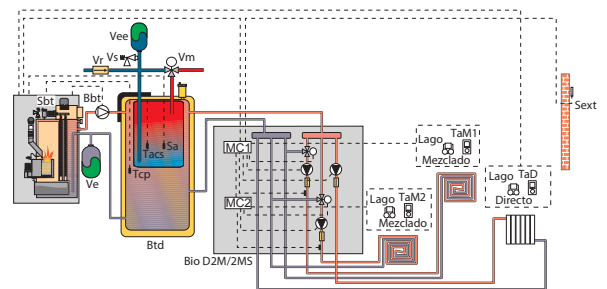 Vee
Vs
Vr
Vm
Sbt
Bbt
Sext
Sa
Tacs
Tcp
Ve
Btd
MC1
MC2
Bio D2M/2MS
Lago TaM1
Mezclado
Lago TaD
Directo
Lago TaM2
Mezclado